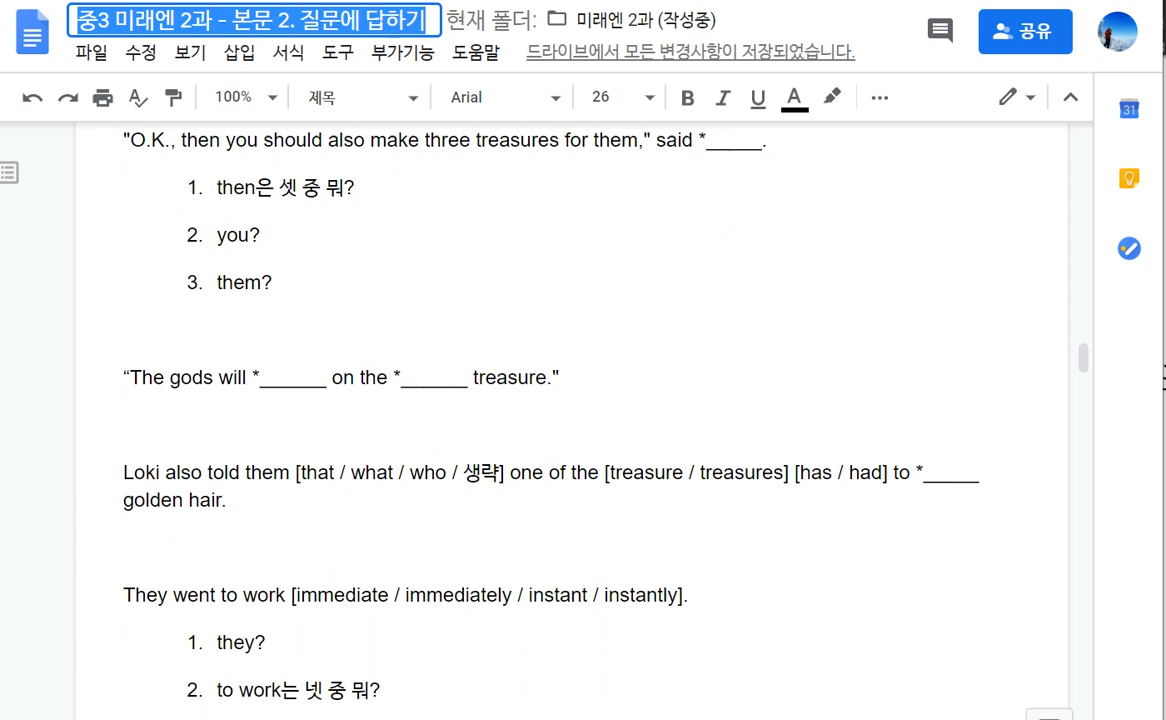 중3 미래엔 2과 - 본문 2. 질문에 답하기 현재 폴더: 미래엔 2과 (작성중)
공유
파일 수정 보기 삽입 서식 도구 부가기능 도움말 드라이브에서 모든 변경사항이 저장되었습니다.
100% 제목 Arial 26 B I U A ...
31
"O.K., then you should also make three treasures for them," said *_____.
1. then은 셋 중 뭐?
2. you?
3. them?
“The gods will *______ on the *______ treasure."
Loki also told them [that / what / who / 생략] one of the [treasure / treasures] [has / had] to *_____
golden hair.
They went to work [immediate / immediately / instant / instantly].
1. they?
2. to work는 넷 중 뭐?